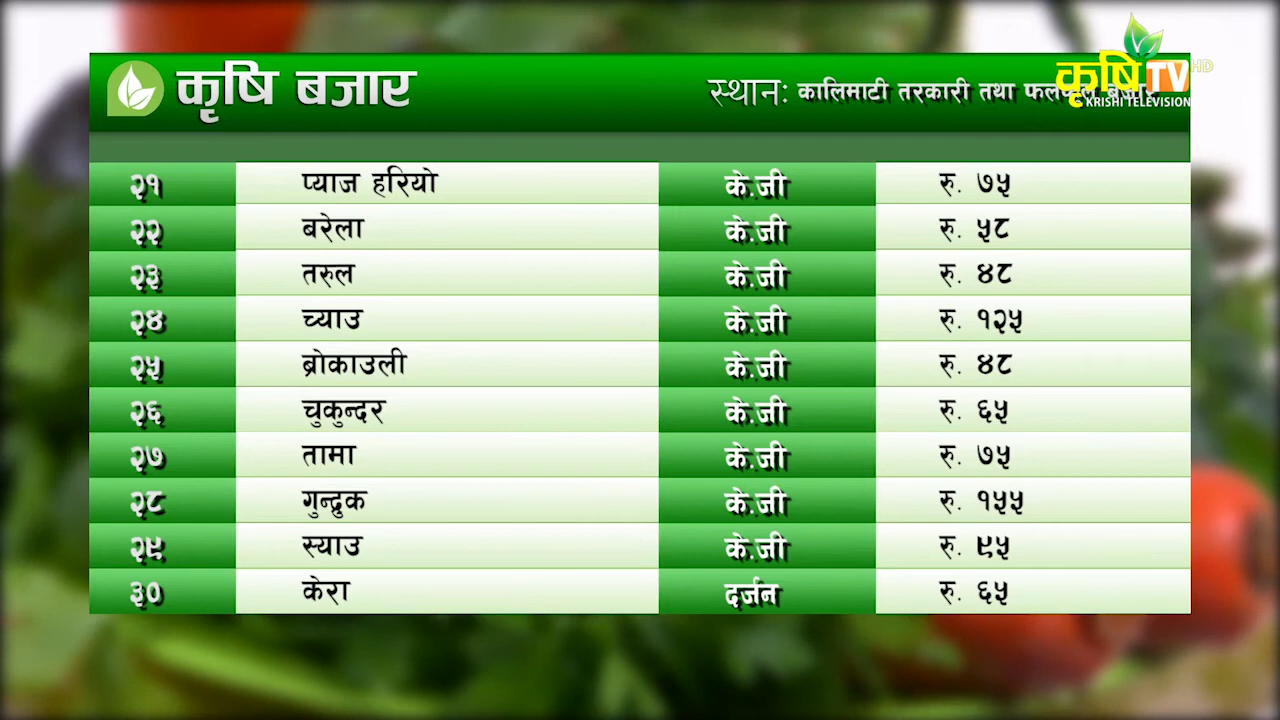 कृषि बजार
स्थानः कालिमाटी तरकारी तथा फलफूल बजार
कृषि TV HD
KRISHI TELEVISION
२१ प्याज हरियो के.जी रु. ७५
२२ बरेला के.जी रु. ५८
२३ तरुल के.जी रु. ४८
२४ च्याउ के.जी रु. १२५
२५ ब्रोकाउली के.जी रु. ४८
२६ चुकुन्दर के.जी रु. ६५
२७ तामा के.जी रु. ७५
२८ गुन्द्रुक के.जी रु. १५५
२९ स्याउ के.जी रु. ९५
३० केरा दर्जन रु. ६५